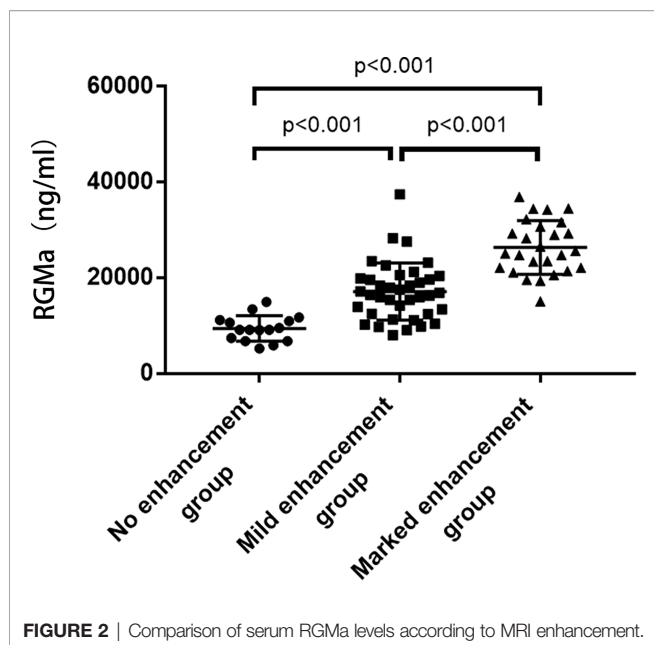 p<0.001
p<0.001
p<0.001
60000
40000
20000
0
RGMa (ng/ml)
No enhancement
group
Mild enhancement
group
Marked enhancement
group
FIGURE 2 | Comparison of serum RGMa levels according to MRI enhancement.